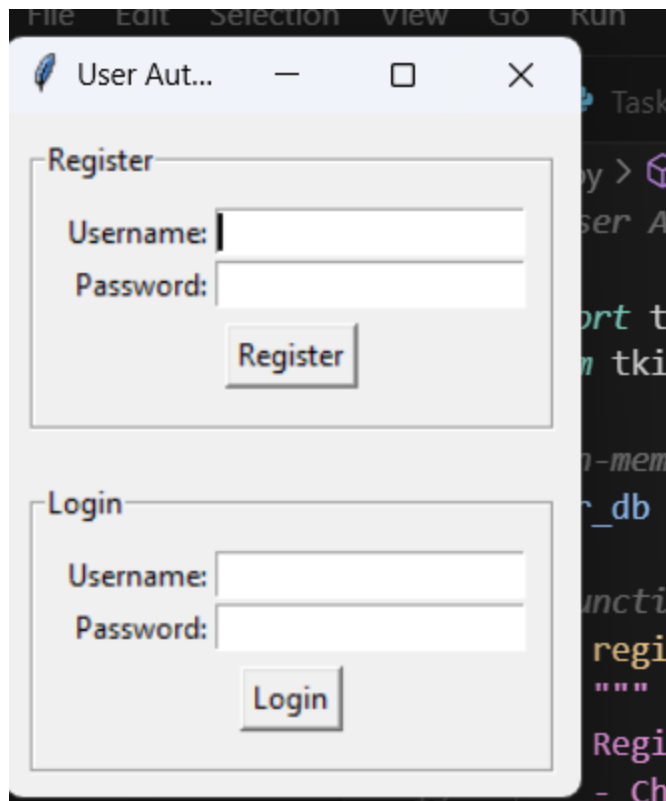 File Edit Selection View Go Run
User Aut...
Task
Register
py >
ser A
Username:
Password:
ort t
Register
m tki
n-mem
Login
r_db
Username:
uncti
Password:
regi
"""
Login
Regi
- Ch